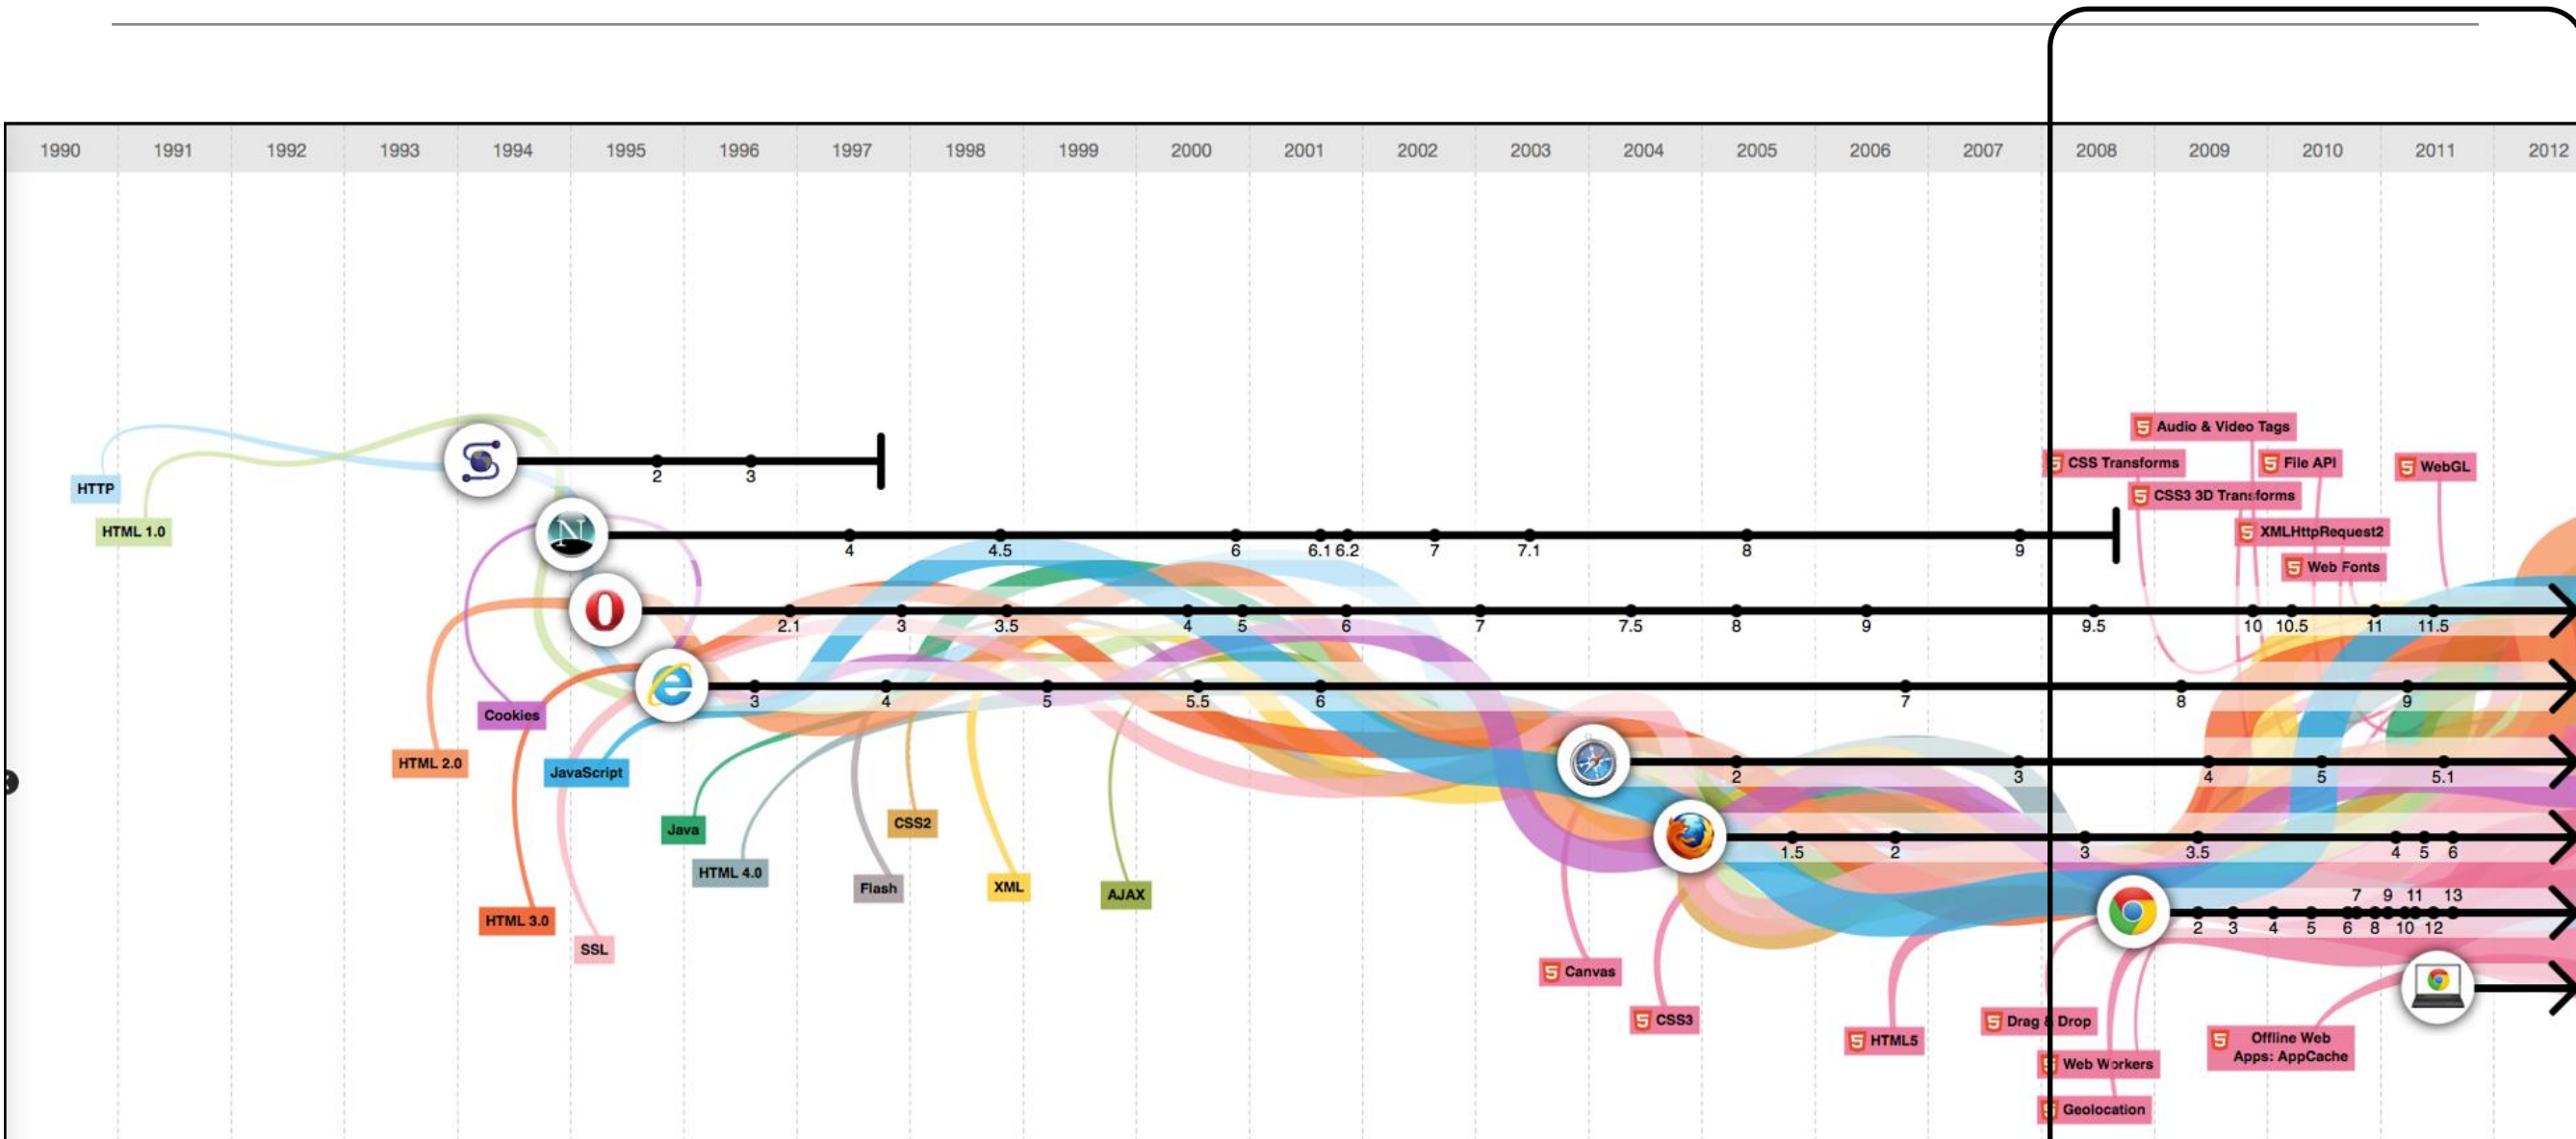 1990 1991 1992 1993 1994 1995 1996 1997 1998 1999 2000 2001 2002 2003 2004 2005 2006 2007 2008 2009 2010 2011 2012
Audio & Video Tags
CSS Transforms
File API
WebGL
2 3
HTTP
CSS3 3D Transforms
HTML 1.0
N
XMLHttpRequest2
4 4.5 6 6.1 6.2 7 7.1 8 9
Web Fonts
2.1 3 3.5 4 5 6 7 7.5 8 9 9.5 10 10.5 11 11.5
3 4 5 5.5 6 7 8 9
Cookies
HTML 2.0
JavaScript
2 3 4 5 5.1
Java
CSS2
1.5 2 3 3.5 4 5 6
HTML 4.0
Flash
XML
AJAX
7 9 11 13
HTML 3.0
2 3 4 5 6 8 10 12
SSL
Canvas
CSS3
Drag & Drop
HTML5
Offline Web
Apps: AppCache
Web Workers
Geolocation